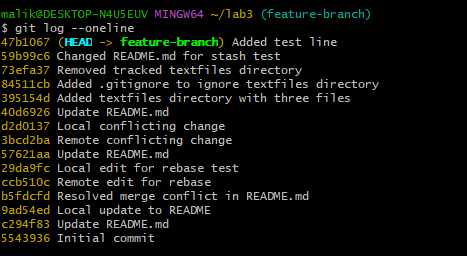 malik@DESKTOP-N4U5EUV MINGW64 ~/lab3 (feature-branch)
$ git log --oneline
47b1067 (HEAD -> feature-branch) Added test line
59b99c6 Changed README.md for stash test
73efa37 Removed tracked textfiles directory
84511cb Added .gitignore to ignore textfiles directory
395154d Added textfiles directory with three files
40d6926 Update README.md
d2d0137 Local conflicting change
3bcd2ba Remote conflicting change
57621aa Update README.md
29da9fc Local edit for rebase test
ccb510c Remote edit for rebase
b5fdcfd Resolved merge conflict in README.md
9ad54ed Local update to README
c294f83 Update README.md
5543936 Initial commit